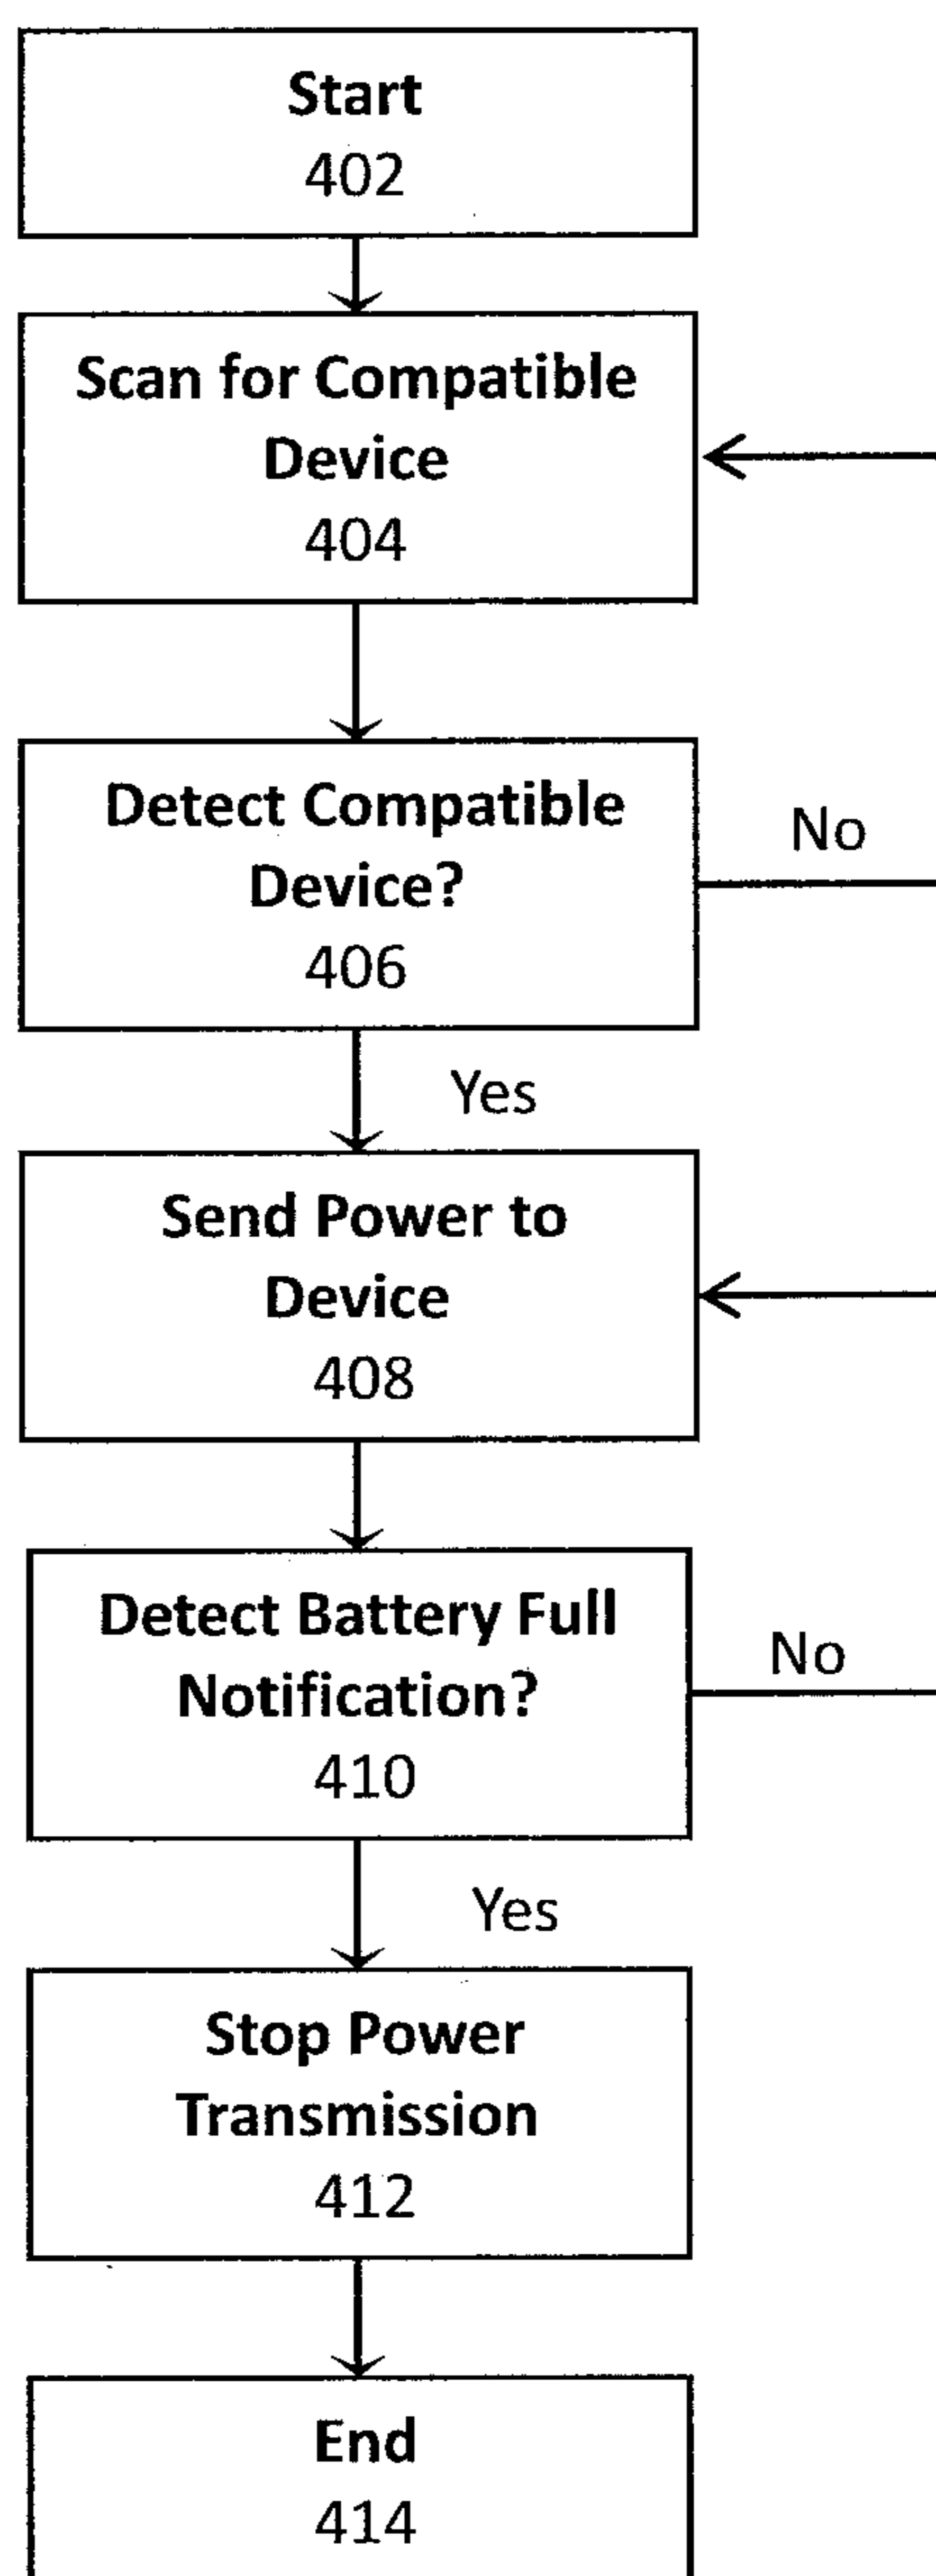 Start
402
Scan for Compatible
Device
404
Detect Compatible
Device?
406
No
Yes
Send Power to
Device
408
Detect Battery Full
Notification?
410
No
Yes
Stop Power
Transmission
412
End
414